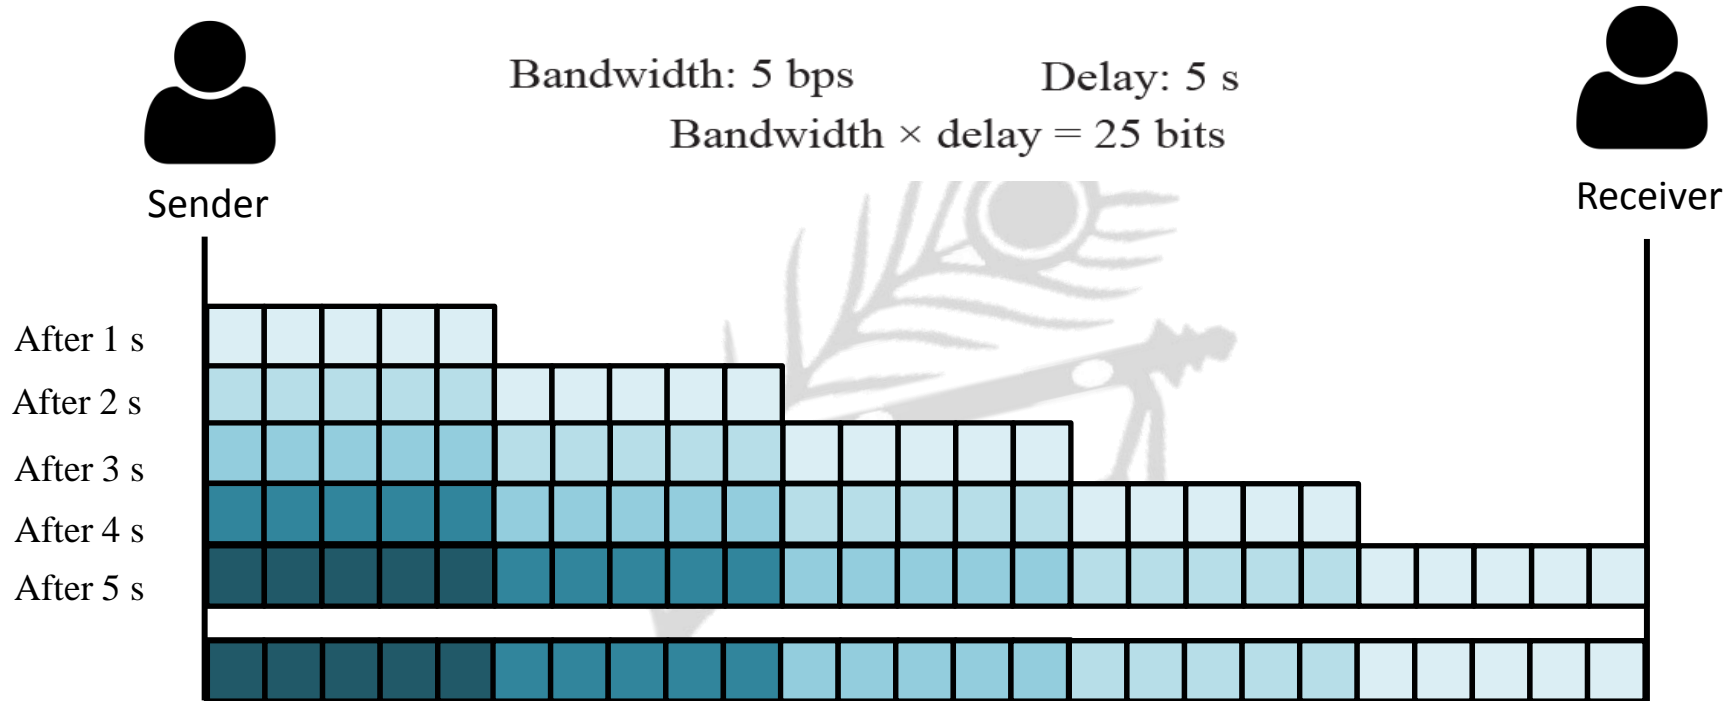 Bandwidth: 5 bps Delay: 5 s
Bandwidth × delay = 25 bits
Sender
Receiver
After 1 s
After 2 s
After 3 s
After 4 s
After 5 s